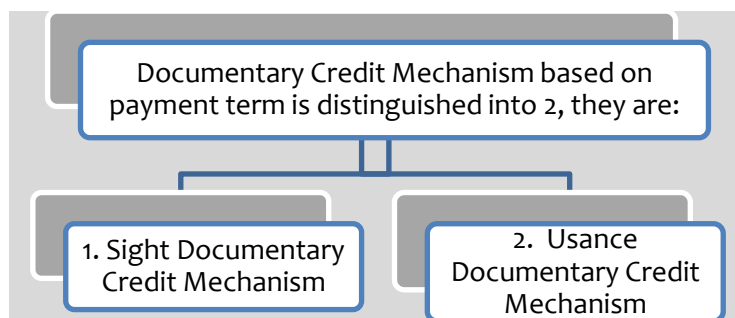 Documentary Credit Mechanism based on
payment term is distinguished into 2, they are:
1. Sight Documentary
Credit Mechanism
2. Usance
Documentary Credit
Mechanism